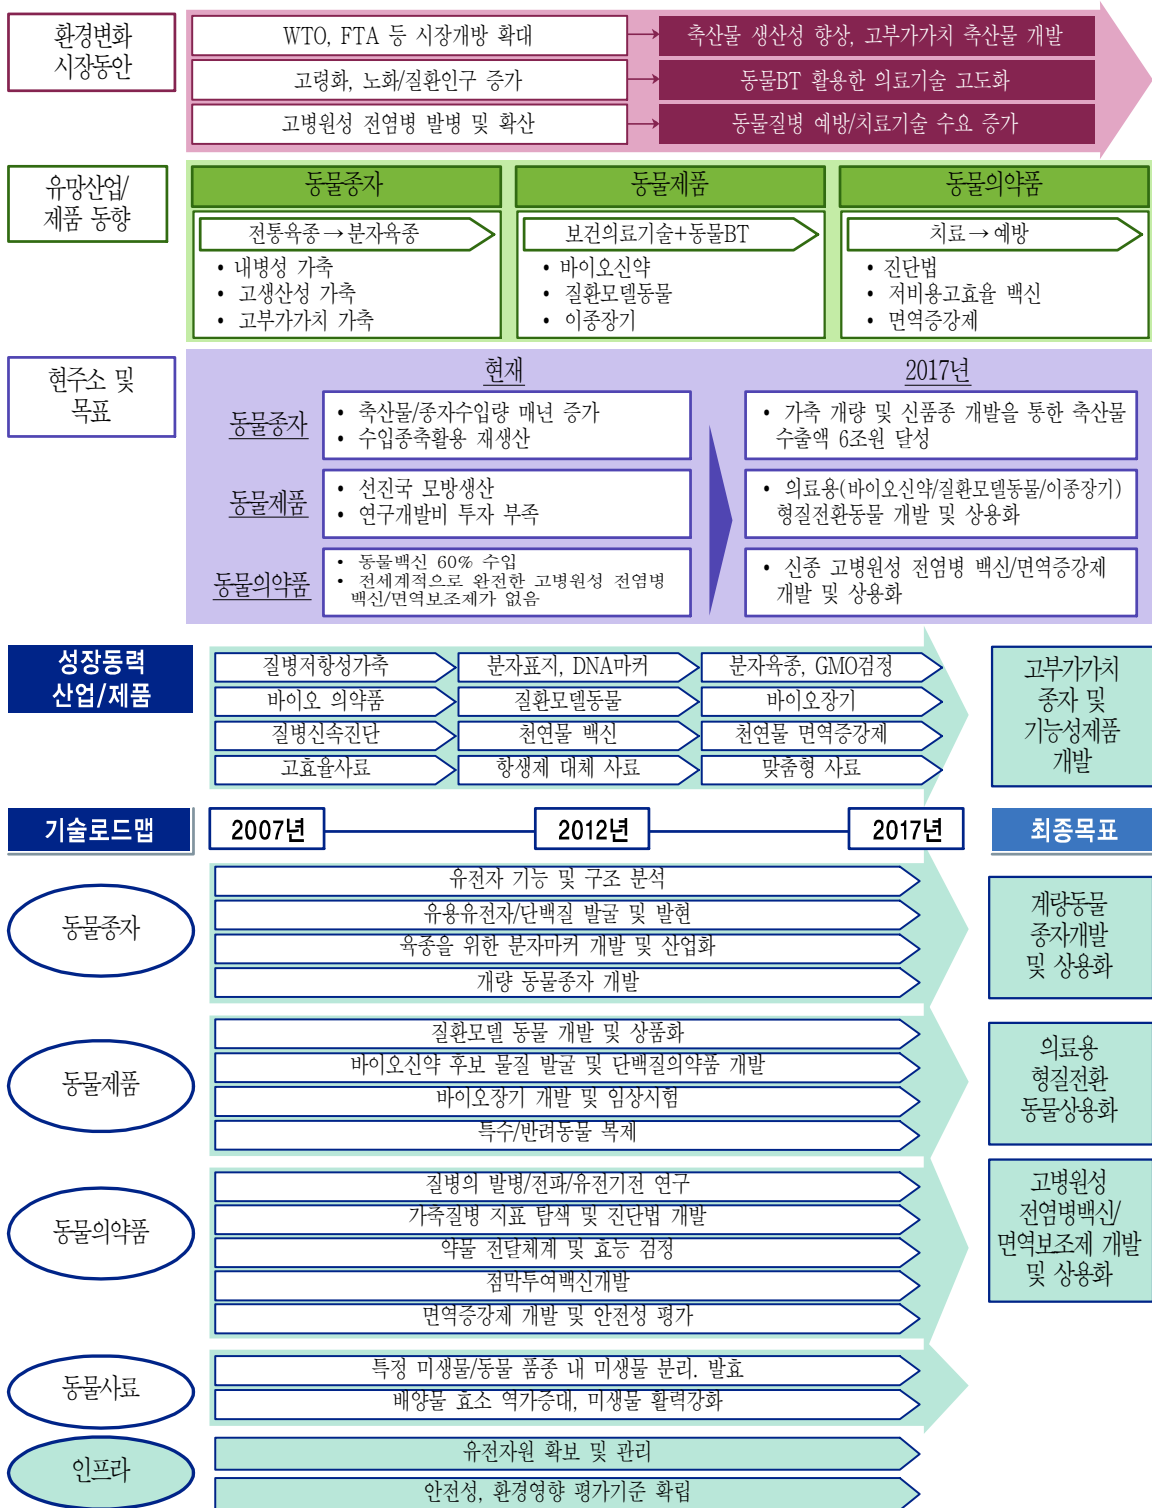 환경변화
시장동안
WTO, FTA 등 시장개방 확대
축산물 생산성 향상, 고부가가치 축산물 개발
고령화, 노화/질환인구 증가
동물BT 활용한 의료기술 고도화
고병원성 전염병 발병 및 확산
동물질병 예방/치료기술 수요 증가
유망산업/
제품 동향
동물종자
동물제품
동물의약품
전통육종→분자육종
보건의료기술+동물BT
치료→예방
• 내병성 가축
• 고생산성 가축
• 고부가가치 가축
• 바이오신약
• 질환모델동물
• 이종장기
• 진단법
• 저비용고효율 백신
• 면역증강제
현주소 및
목표
현재
2017년
동물종자
• 축산물/종자수입량 매년 증가
• 수입종축활용 재생산
• 가축 개량 및 신품종 개발을 통한 축산물
수출액 6조원 달성
동물제품
• 선진국 모방생산
• 연구개발비 투자 부족
• 의료용(바이오신약/질환모델동물/이종장기)
형질전환동물 개발 및 상용화
동물의약품
• 동물백신 60% 수입
• 전세계적으로 완전한 고병원성 전염병
백신/면역보조제가 없음
• 신종 고병원성 전염병 백신/면역증강제
개발 및 상용화
성장동력
산업/제품
질병저항성가축
분자표지, DNA마커
분자육종, GMO검정
바이오 의약품
질환모델동물
바이오장기
질병신속진단
천연물 백신
천연물 면역증강제
고효율사료
항생제 대체 사료
맞춤형 사료
고부가가치
종자 및
기능성제품
개발
기술로드맵
2007년
2012년
2017년
최종목표
동물종자
유전자 기능 및 구조 분석
유용유전자/단백질 발굴 및 발현
육종을 위한 분자마커 개발 및 산업화
개량 동물종자 개발
계량동물
종자개발
및 상용화
동물제품
질환모델 동물 개발 및 상품화
바이오신약 후보 물질 발굴 및 단백질의약품 개발
바이오장기 개발 및 임상시험
특수/반려동물 복제
의료용
형질전환
동물상용화
동물의약품
질병의 발병/전파/유전기전 연구
가축질병 지표 탐색 및 진단법 개발
약물 전달체계 및 효능 검정
점막투여백신개발
면역증강제 개발 및 안전성 평가
고병원성
전염병백신/
면역보조제 개발
및 상용화
동물사료
특정 미생물/동물 품종 내 미생물 분리. 발효
배양물 효소 역가증대, 미생물 활력강화
인프라
유전자원 확보 및 관리
안전성, 환경영향 평가기준 확립